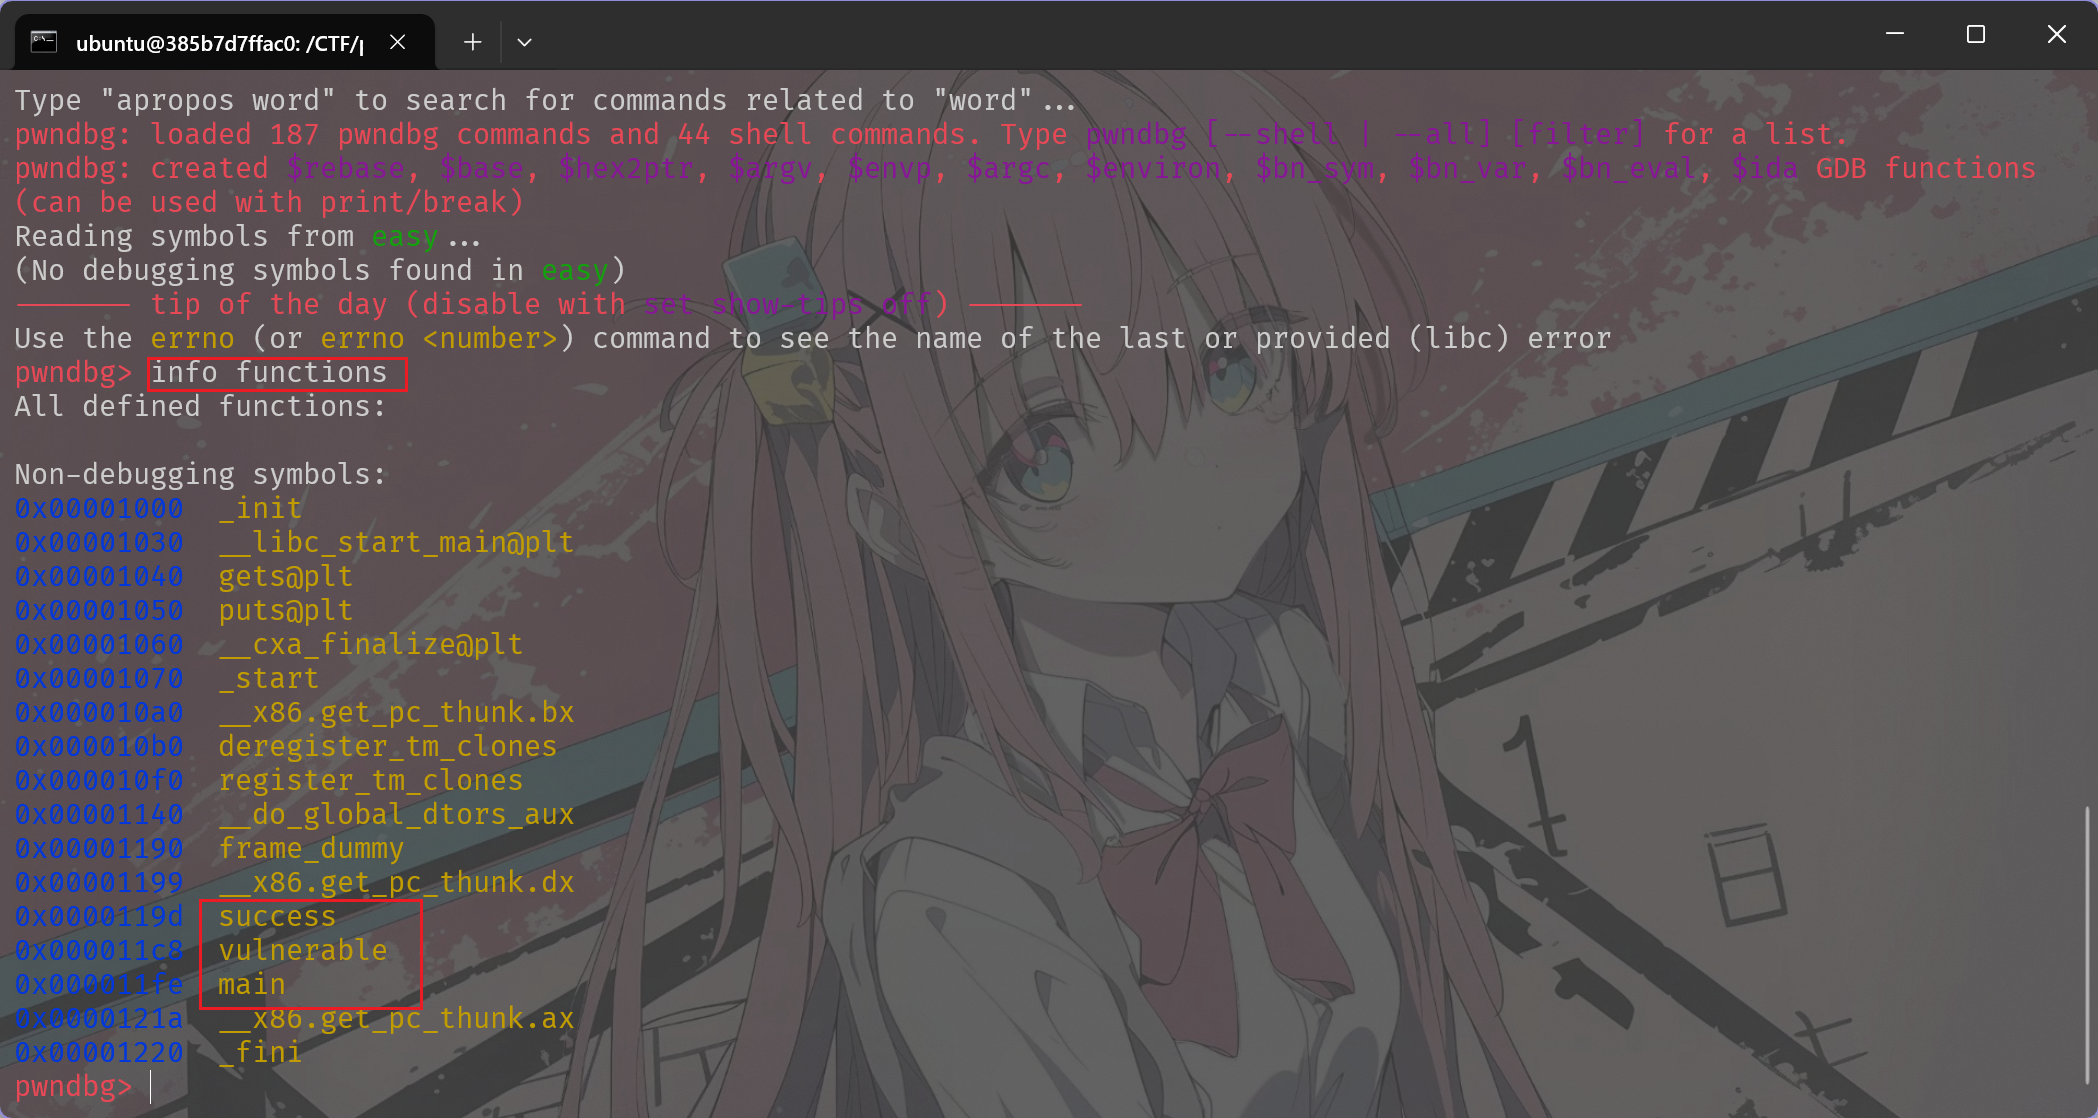 ubuntu@385b7d7ffac0: /CTF/p
Type "apropos word" to search for commands related to "word"...
pwndbg: loaded 187 pwndbg commands and 44 shell commands. Type pwndbg [--shell | --all] [filter] for a list.
pwndbg: created $rebase, $base, $hex2ptr, $argv, $envp, $argc, $environ, $bn_sym, $bn_var, $bn_eval, $ida GDB functions
(can be used with print/break)
Reading symbols from easy...
(No debugging symbols found in easy)
tip of the day (disable with set show-tips off)
Use the errno (or errno <number>) command to see the name of the last or provided (libc) error
pwndbg> info functions
All defined functions:
Non-debugging symbols:
0x00001000  _init
0x00001030  __libc_start_main@plt
0x00001040  gets@plt
0x00001050  puts@plt
0x00001060  __cxa_finalize@plt
0x00001070  _start
0x000010a0  __x86.get_pc_thunk.bx
0x000010b0  deregister_tm_clones
0x000010f0  register_tm_clones
0x00001140  __do_global_dtors_aux
0x00001190  frame_dummy
0x00001199  __x86.get_pc_thunk.dx
0x0000119d  success
0x000011c8  vulnerable
0x000011fe  main
0x0000121a  __x86.get_pc_thunk.ax
0x00001220  _fini
pwndbg>